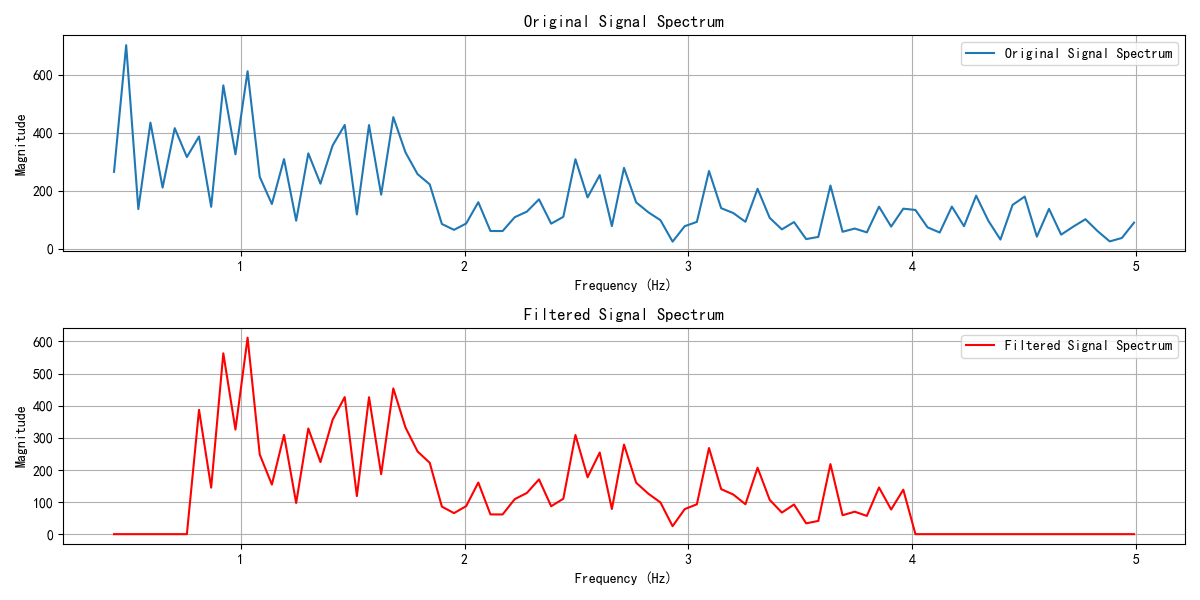 Original Signal Spectrum
Original Signal Spectrum
Magnitude
600
400
200
0
1 2 3 4 5
Frequency (Hz)
Filtered Signal Spectrum
Filtered Signal Spectrum
Magnitude
600
500
400
300
200
100
0
1 2 3 4 5
Frequency (Hz)